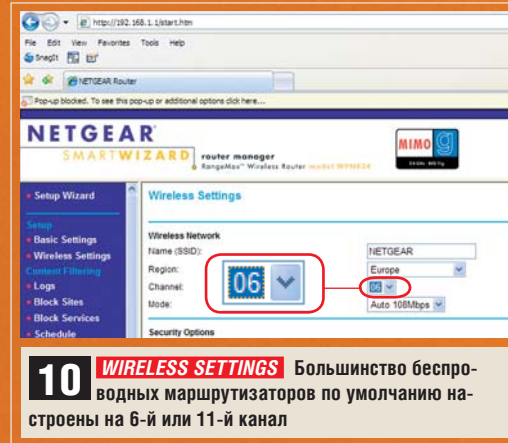 http://192.168.1.1/start.htm
File Edit View Favorites Tools Help
SnagIt
NETGEAR Router
Pop-up blocked. To see this pop-up or additional options click here...
NETGEAR
SMARTWIZARD router manager
RangeMax™ Wireless Router model
MIMO g
Setup Wizard
Setup
Basic Settings
Wireless Settings
Content Filtering
Logs
Block Sites
Block Services
Schedule
Wireless Settings
Wireless Network
Name (SSID): NETGEAR
Region: Europe
Channel: 06 06
Mode: Auto 108Mbps
Security Options
10 WIRELESS SETTINGS Большинство беспро-
водных маршрутизаторов по умолчанию на-
строены на 6-й или 11-й канал